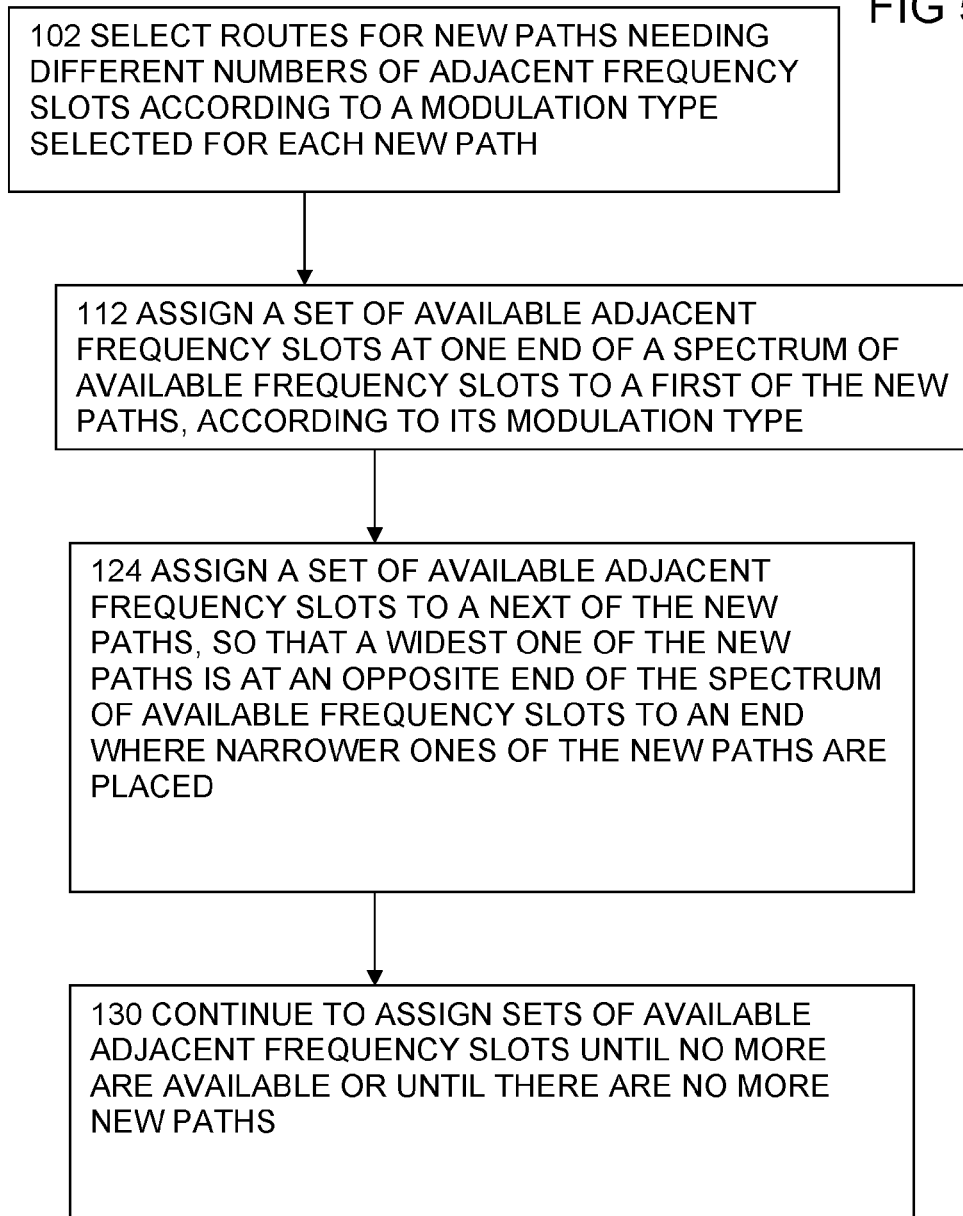 FIG 5
102 SELECT ROUTES FOR NEW PATHS NEEDING
DIFFERENT NUMBERS OF ADJACENT FREQUENCY
SLOTS ACCORDING TO A MODULATION TYPE
SELECTED FOR EACH NEW PATH
112 ASSIGN A SET OF AVAILABLE ADJACENT
FREQUENCY SLOTS AT ONE END OF A SPECTRUM OF
AVAILABLE FREQUENCY SLOTS TO A FIRST OF THE NEW
PATHS, ACCORDING TO ITS MODULATION TYPE
124 ASSIGN A SET OF AVAILABLE ADJACENT
FREQUENCY SLOTS TO A NEXT OF THE NEW
PATHS, SO THAT A WIDEST ONE OF THE NEW
PATHS IS AT AN OPPOSITE END OF THE SPECTRUM
OF AVAILABLE FREQUENCY SLOTS TO AN END
WHERE NARROWER ONES OF THE NEW PATHS ARE
PLACED
130 CONTINUE TO ASSIGN SETS OF AVAILABLE
ADJACENT FREQUENCY SLOTS UNTIL NO MORE
ARE AVAILABLE OR UNTIL THERE ARE NO MORE
NEW PATHS